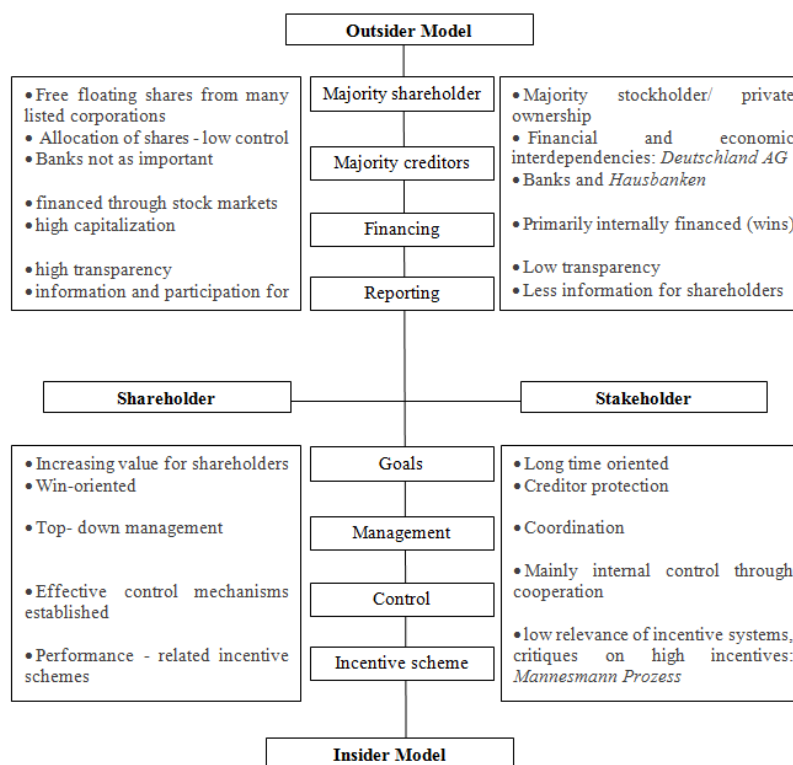 Outsider Model
• Free floating shares from many
listed corporations
• Allocation of shares - low control
• Banks not as important
• financed through stock markets
• high capitalization
• high transparency
• information and participation for
Majority shareholder
Majority creditors
Financing
Reporting
• Majority stockholder/ private
ownership
• Financial and economic
interdependencies: Deutschland AG
• Banks and Hausbanken
• Primarily internally financed (wins)
• Low transparency
• Less information for shareholders
Shareholder
Stakeholder
• Increasing value for shareholders
• Win-oriented
• Top- down management
• Effective control mechanisms
established
• Performance - related incentive
schemes
Goals
Management
Control
Incentive scheme
• Long time oriented
• Creditor protection
• Coordination
• Mainly internal control through
cooperation
• low relevance of incentive systems,
critiques on high incentives:
Mannesmann Prozess
Insider Model